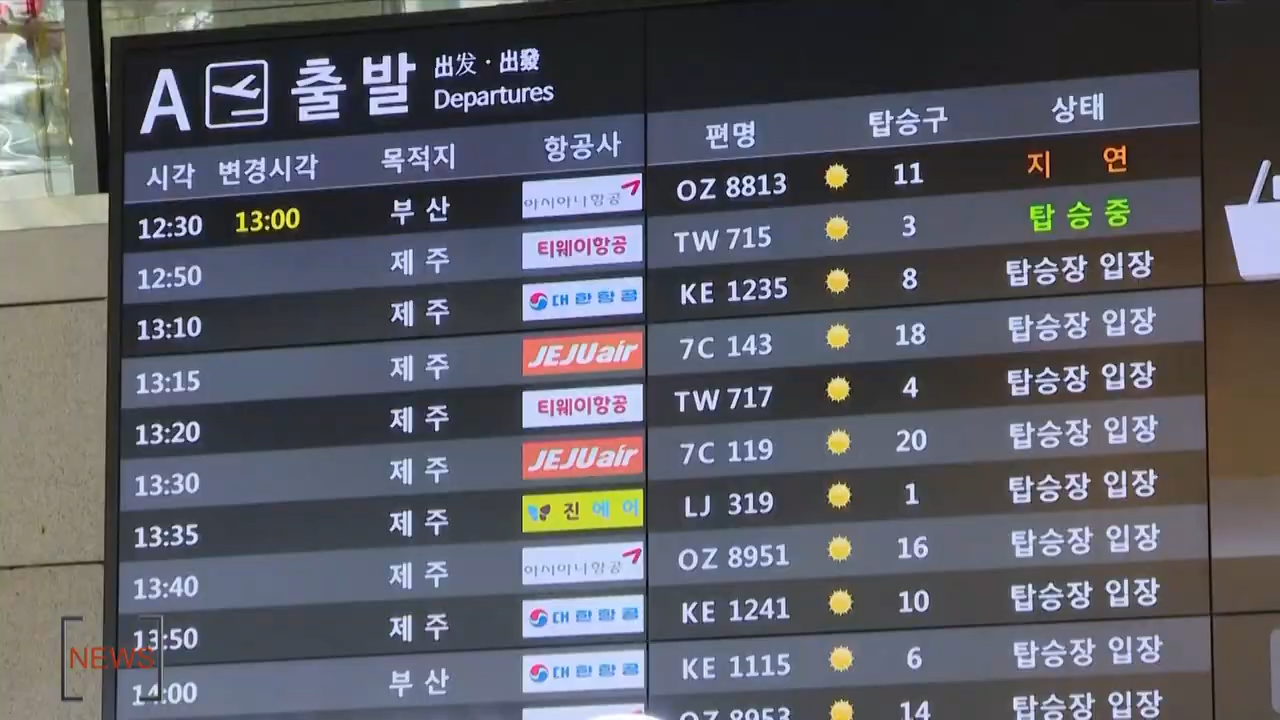 A 출발 出发 · 出發
Departures
시각 변경시각 목적지 항공사 편명 탑승구 상태
12:30 13:00 부산 아시아나항공 OZ 8813 11 지 연
12:50 제주 티웨이항공 TW 715 3 탑승중
13:10 제주 대한항공 KE 1235 8 탑승장 입장
13:15 제주 JEJUair 7C 143 18 탑승장 입장
13:20 제주 티웨이항공 TW 717 4 탑승장 입장
13:30 제주 JEJUair 7C 119 20 탑승장 입장
13:35 제주 진에어 LJ 319 1 탑승장 입장
13:40 제주 아시아나항공 OZ 8951 16 탑승장 입장
13:50 제주 대한항공 KE 1241 10 탑승장 입장
14:00 부산 대한항공 KE 1115 6 탑승장 입장
OZ 8953 14 탑승장 입장
NEWS